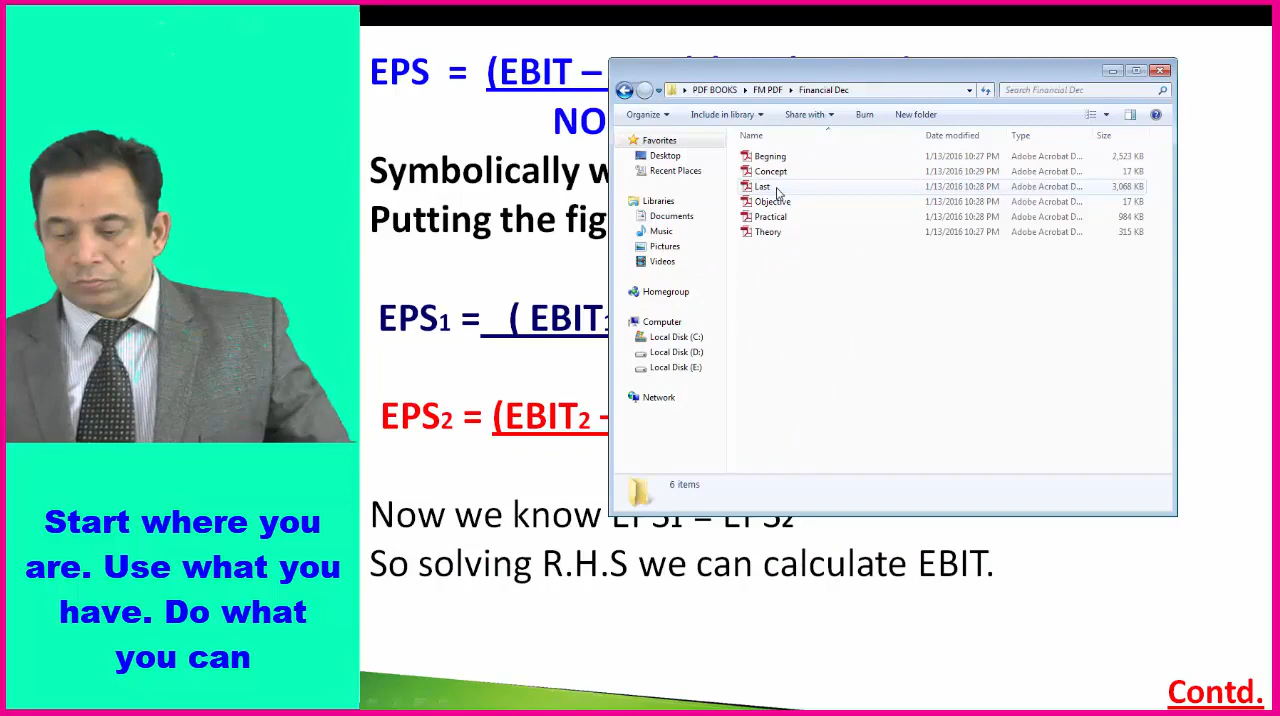 EPS = (EBIT –
NO
Symbolically w
Putting the fig
EPS₁ = ( EBIT₁
EPS₂ = (EBIT₂ -
Now we know EPS₁ = EPS₂
So solving R.H.S we can calculate EBIT.
Contd.
Start where you
are. Use what you
have. Do what
you can
PDF BOOKS FM PDF Financial Dec Search Financial Dec
Organize Include in library Share with Burn New folder
Name Date modified Type Size
Begning 1/13/2016 10:27 PM Adobe Acrobat D... 2,523 KB
Concept 1/13/2016 10:29 PM Adobe Acrobat D... 17 KB
Last 1/13/2016 10:28 PM Adobe Acrobat D... 3,068 KB
Objective 1/13/2016 10:28 PM Adobe Acrobat D... 17 KB
Practical 1/13/2016 10:28 PM Adobe Acrobat D... 984 KB
Theory 1/13/2016 10:27 PM Adobe Acrobat D... 315 KB
Favorites
Desktop
Recent Places
Libraries
Documents
Music
Pictures
Videos
Homegroup
Computer
Local Disk (C:)
Local Disk (D:)
Local Disk (E:)
Network
6 items